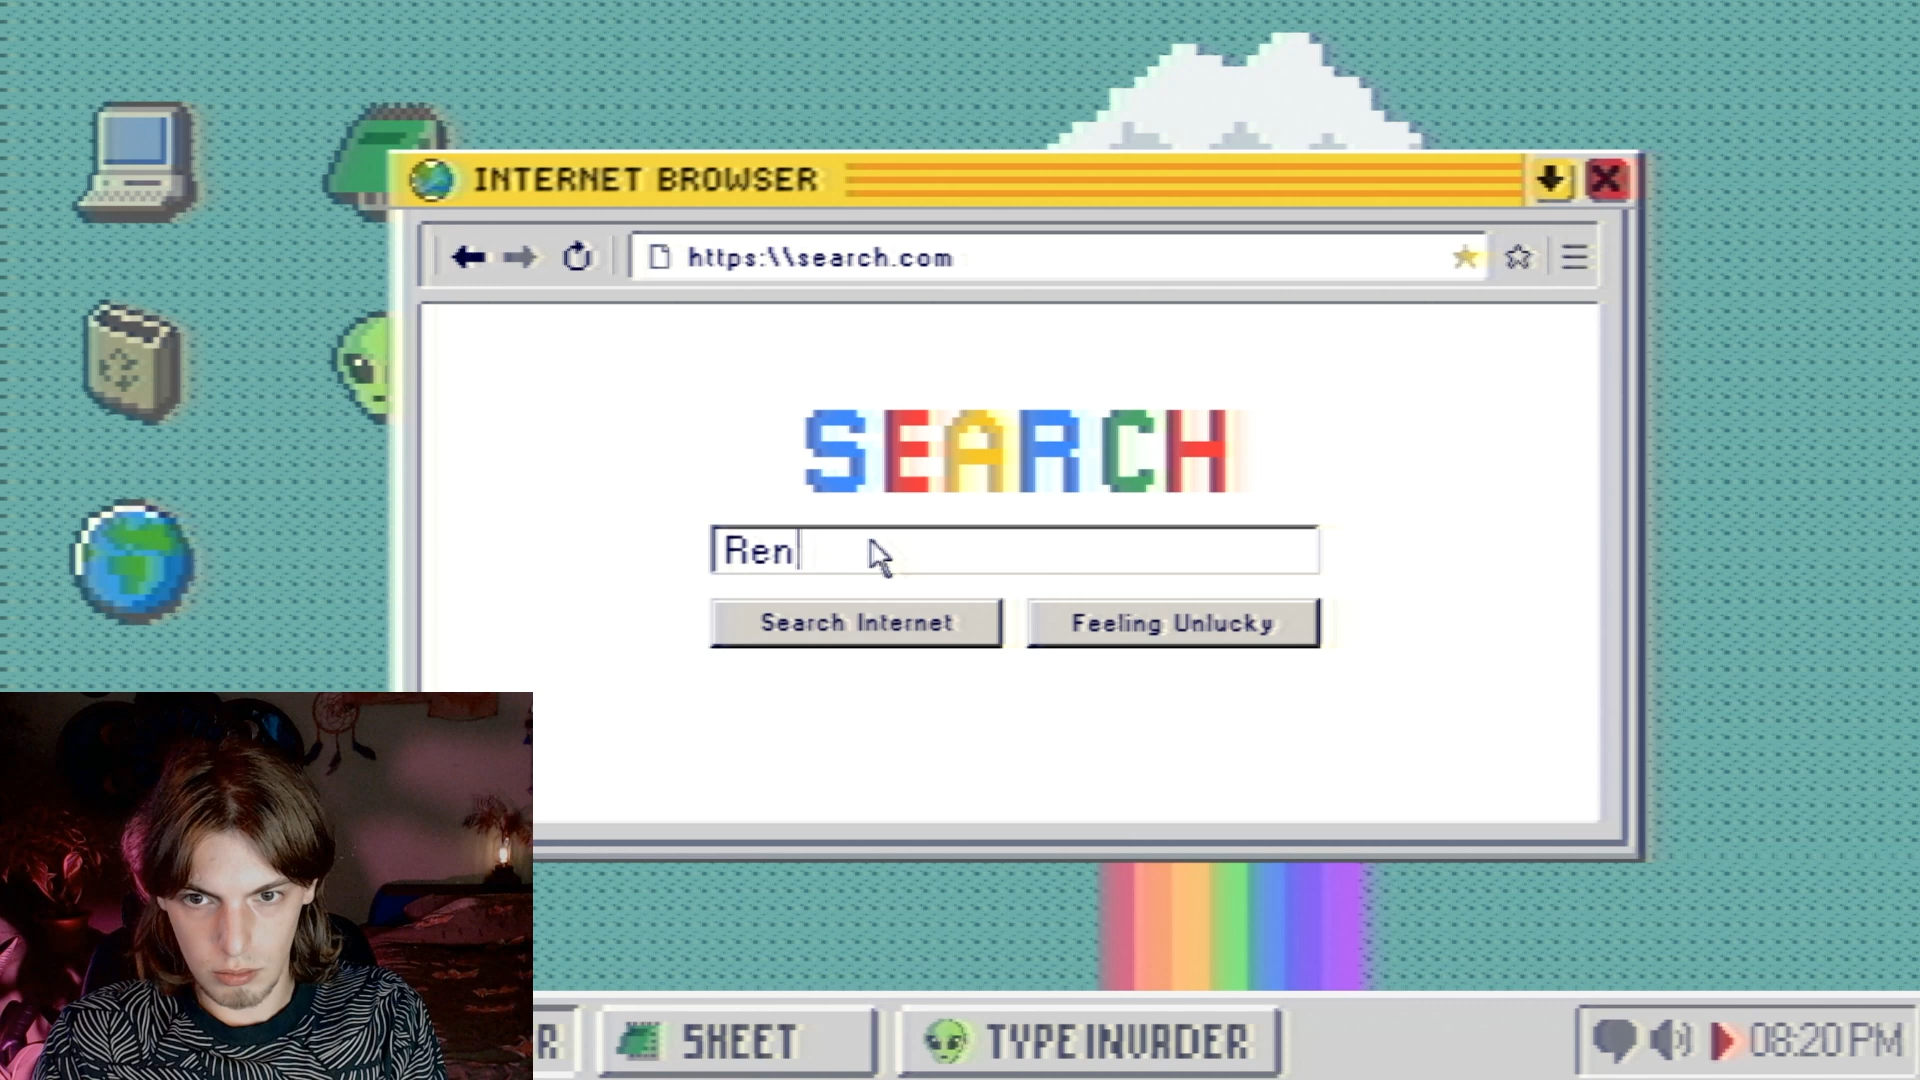 INTERNET BROWSER
https:\\search.com
SEARCH
Ren
Search Internet
Feeling Unlucky
R
SHEET
TYPE INVADER
08:20 PM